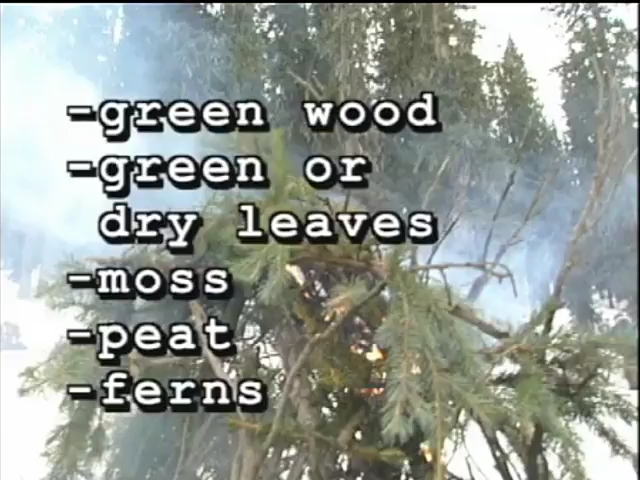 -green wood
-green or
dry leaves
-moss
-peat
-ferns